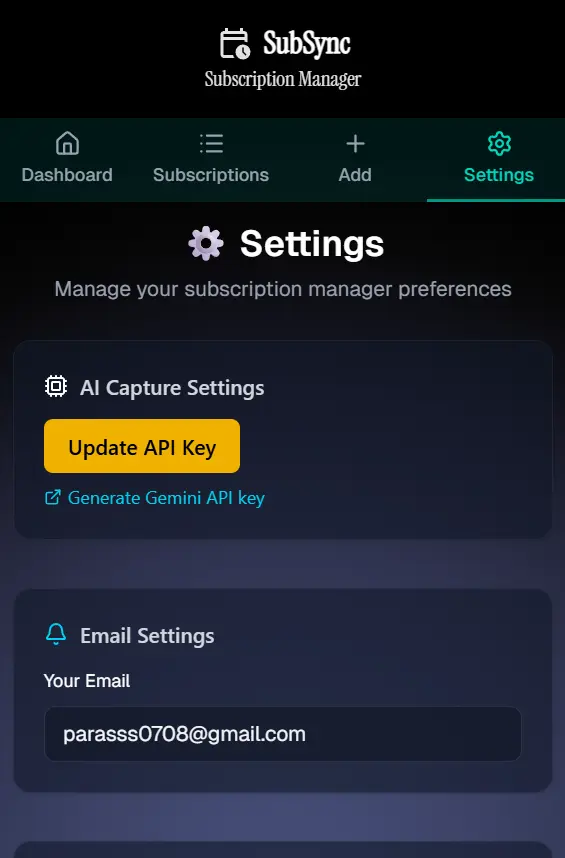 SubSync
Subscription Manager
Dashboard
Subscriptions
Add
Settings
Settings
Manage your subscription manager preferences
AI Capture Settings
Update API Key
Generate Gemini API key
Email Settings
Your Email
parasss0708@gmail.com